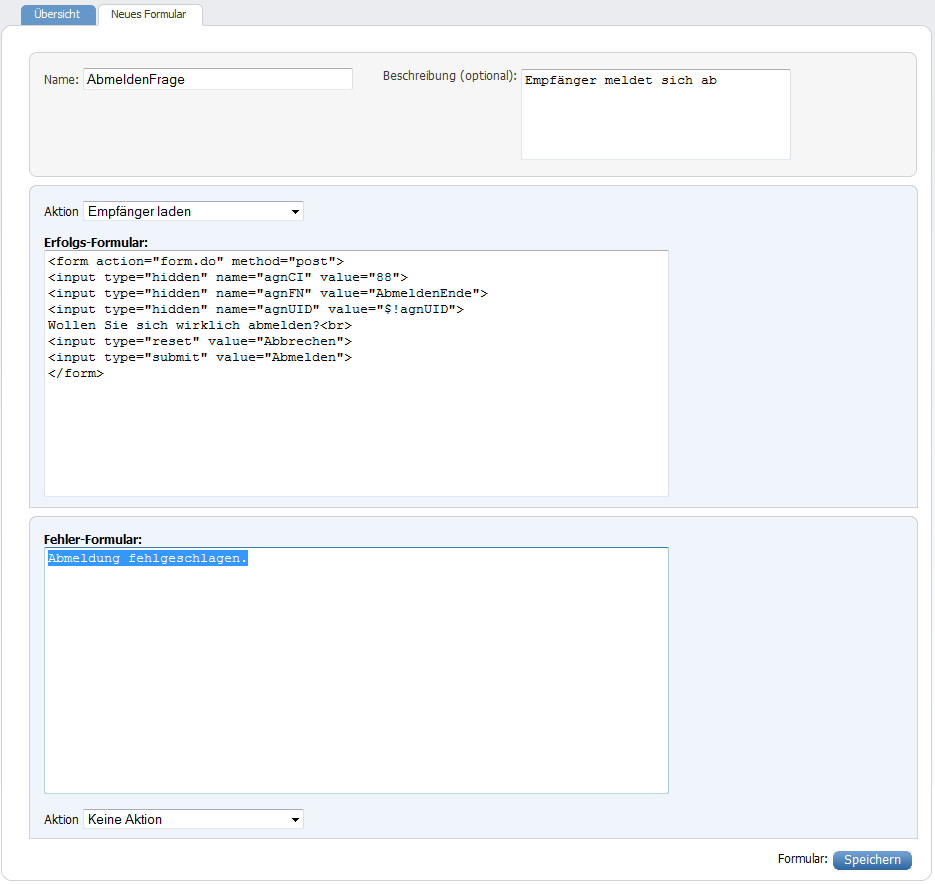 Übersicht
Neues Formular
Name: AbmeldenFrage
Beschreibung (optional): Empfänger meldet sich ab
Aktion Empfänger laden
Erfolgs-Formular:
<form action="form.do" method="post">
<input type="hidden" name="agnCI" value="88">
<input type="hidden" name="agnFN" value="AbmeldenEnde">
<input type="hidden" name="agnUID" value="$!agnUID">
Wollen Sie sich wirklich abmelden?<br>
<input type="reset" value="Abbrechen">
<input type="submit" value="Abmelden">
</form>
Fehler-Formular:
Abmeldung fehlgeschlagen.
Aktion Keine Aktion
Formular: Speichern